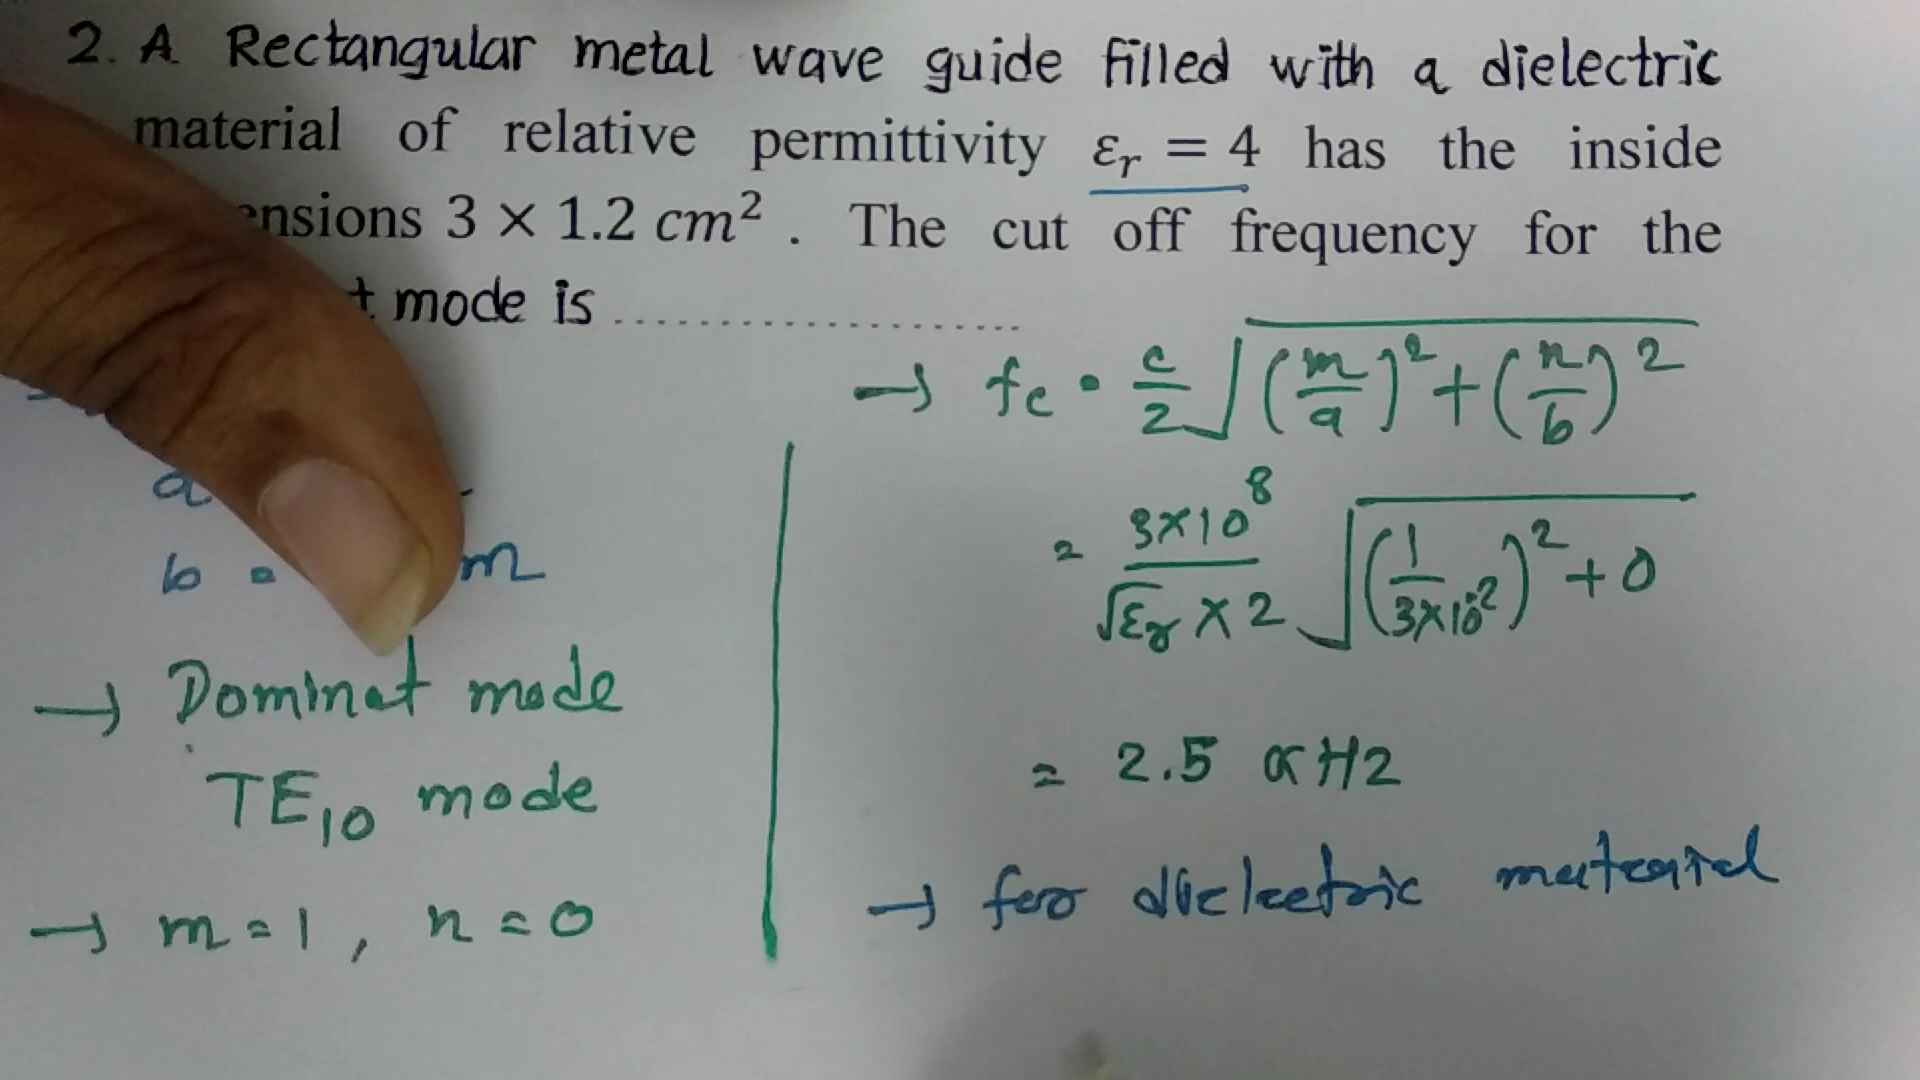 2. A Rectangular metal wave guide filled with a dielectric
material of relative permittivity εᵣ = 4 has the inside
ensions 3 × 1.2 cm² . The cut off frequency for the
t mode is ....................
→ fc = c/2 √((m/a)² + (n/b)²)
a
b = m
= 3×10⁸/(√εr × 2) √((1/(3×10⁻²))² + 0)
→ Dominat mode
TE₁₀ mode
= 2.5 GHz
→ m = 1, n = 0
→ for dielectric material